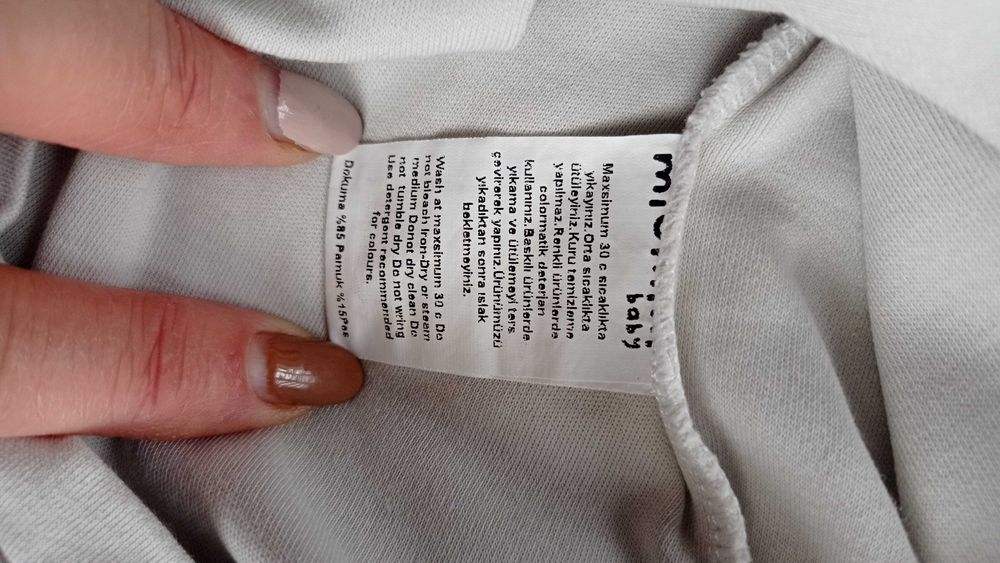 baby
Maxsimum 30 c sıcaklıkta
yıkayınız.Orta sıcaklıkta
ütüleyiniz.Kuru temizleme
yapılmaz.Renkli ürünlerde
colormatik deterjan
kullanınız.Baskılı ürünlerde
yıkama ve ütülemeyi ters
çevirerek yapınız.Ürünümüzü
yıkadıktan sonra ıslak
bekletmeyiniz.
Wash at maxsimum 30 c Do
not bleach Iron-Dry or steam
medium Donot dry clean Do
not tumble dry Do not wring
Use detergent recommended
for colours.
Dokuma %85 Pamuk %15Pes